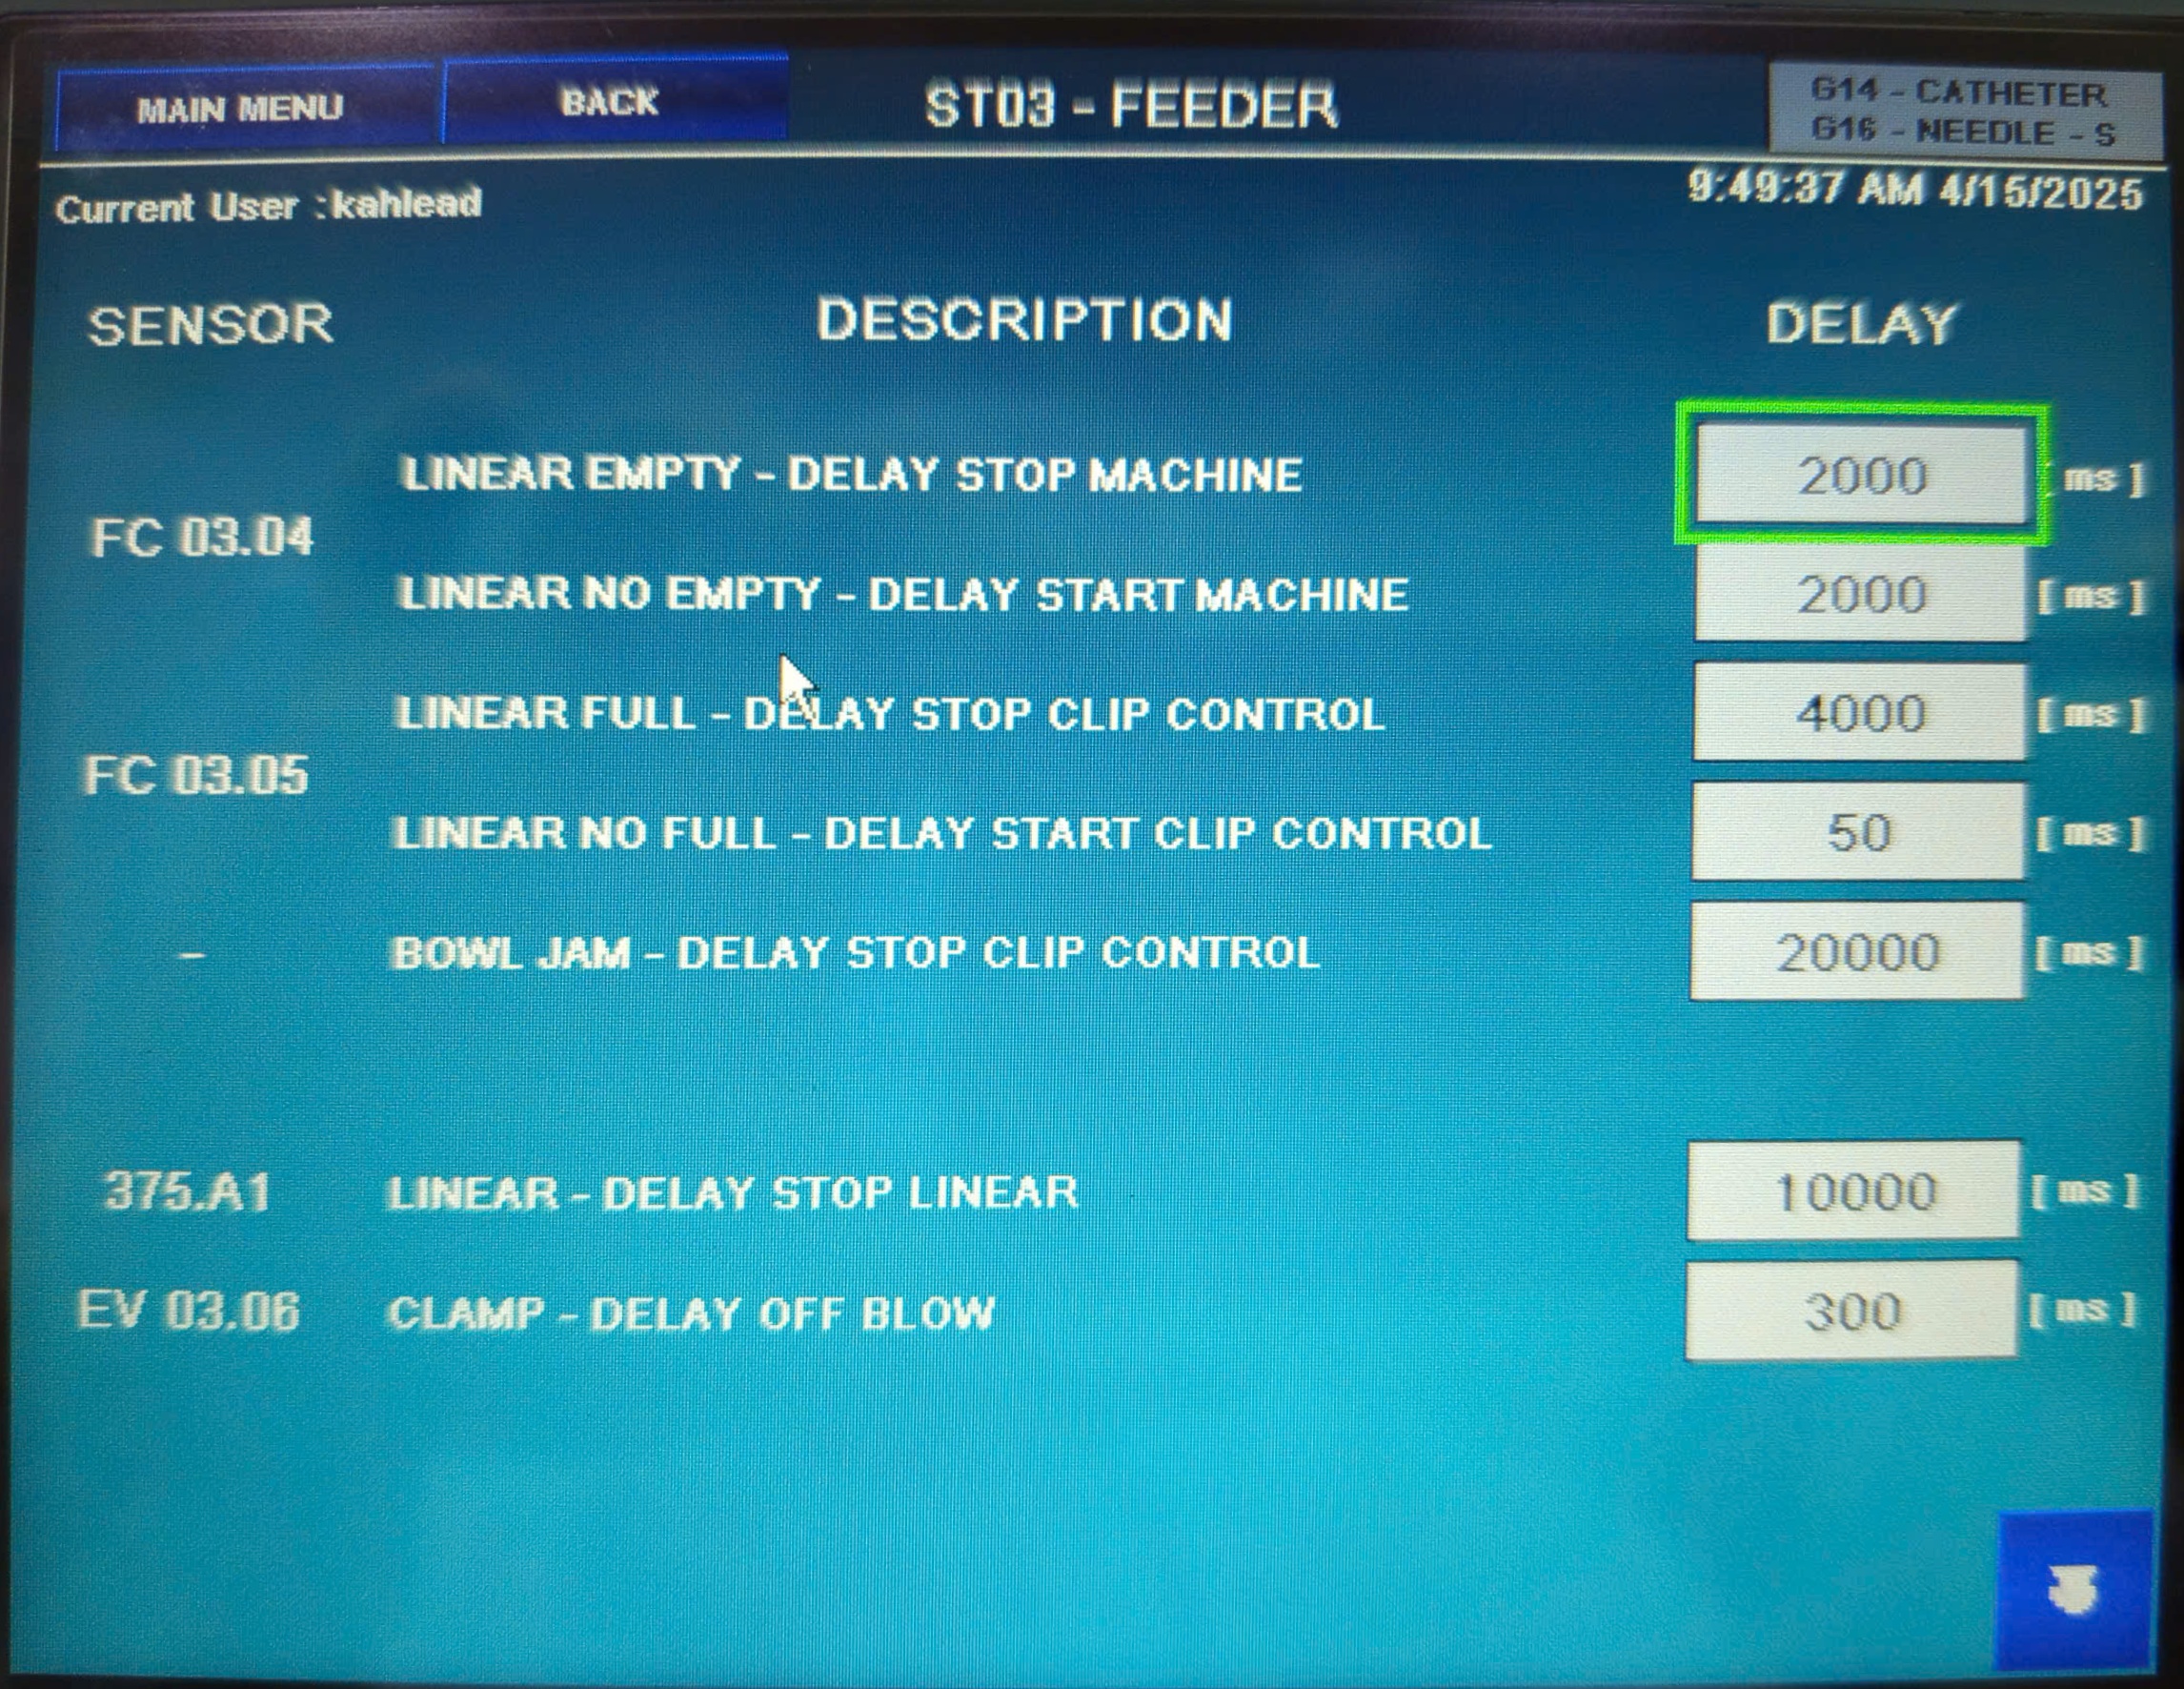 MAIN MENU
BACK
ST03 - FEEDER
G14 - CATHETER
G16 - NEEDLE - S
Current User :kahlead
9:49:37 AM 4/15/2025
SENSOR DESCRIPTION DELAY
LINEAR EMPTY - DELAY STOP MACHINE 2000 ms ]
FC 03.04
LINEAR NO EMPTY - DELAY START MACHINE 2000 [ ms ]
LINEAR FULL - DELAY STOP CLIP CONTROL 4000 [ ms ]
FC 03.05
LINEAR NO FULL - DELAY START CLIP CONTROL 50 [ ms ]
- BOWL JAM - DELAY STOP CLIP CONTROL 20000 [ ms ]
375.A1 LINEAR - DELAY STOP LINEAR 10000 [ ms ]
EV 03.06 CLAMP - DELAY OFF BLOW 300 [ ms ]